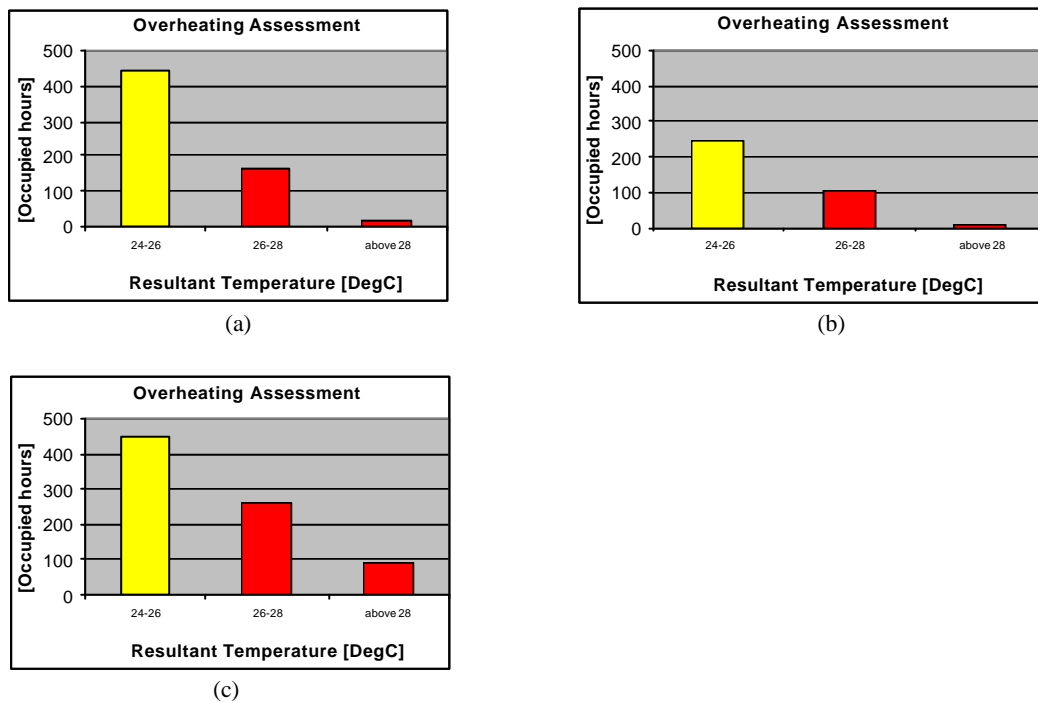 Overheating Assessment
500
400
300
200
100
0
[Occupied hours]
24-26 26-28 above 28
Resultant Temperature [DegC]
(a)
Overheating Assessment
500
400
300
200
100
0
[Occupied hours]
24-26 26-28 above 28
Resultant Temperature [DegC]
(b)
Overheating Assessment
500
400
300
200
100
0
[Occupied hours]
24-26 26-28 above 28
Resultant Temperature [DegC]
(c)